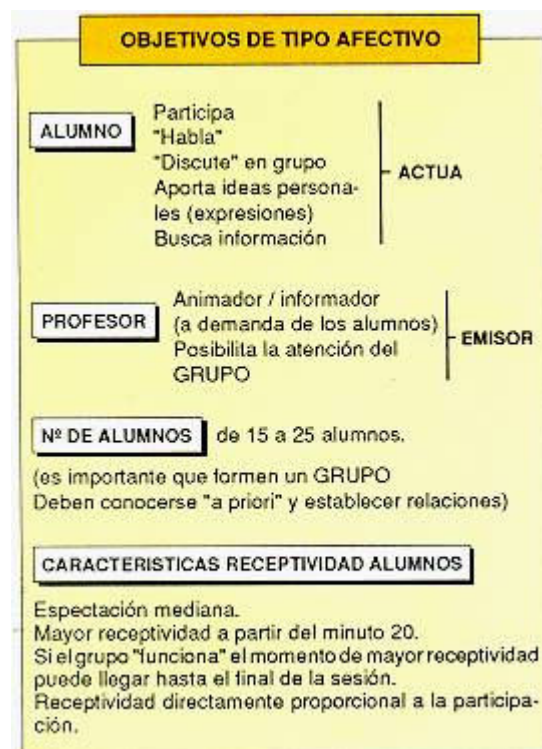 OBJETIVOS DE TIPO AFECTIVO
ALUMNO
Participa
"Habla"
"Discute" en grupo
Aporta ideas persona-
les (expresiones)
Busca información
ACTUA
PROFESOR
Animador / informador
(a demanda de los alumnos)
Posibilita la atención del
GRUPO
EMISOR
Nº DE ALUMNOS de 15 a 25 alumnos.
(es importante que formen un GRUPO
Deben conocerse "a priori" y establecer relaciones)
CARACTERISTICAS RECEPTIVIDAD ALUMNOS
Espectación mediana.
Mayor receptividad a partir del minuto 20.
Si el grupo "funciona" el momento de mayor receptividad
puede llegar hasta el final de la sesión.
Receptividad directamente proporcional a la participa-
ción.